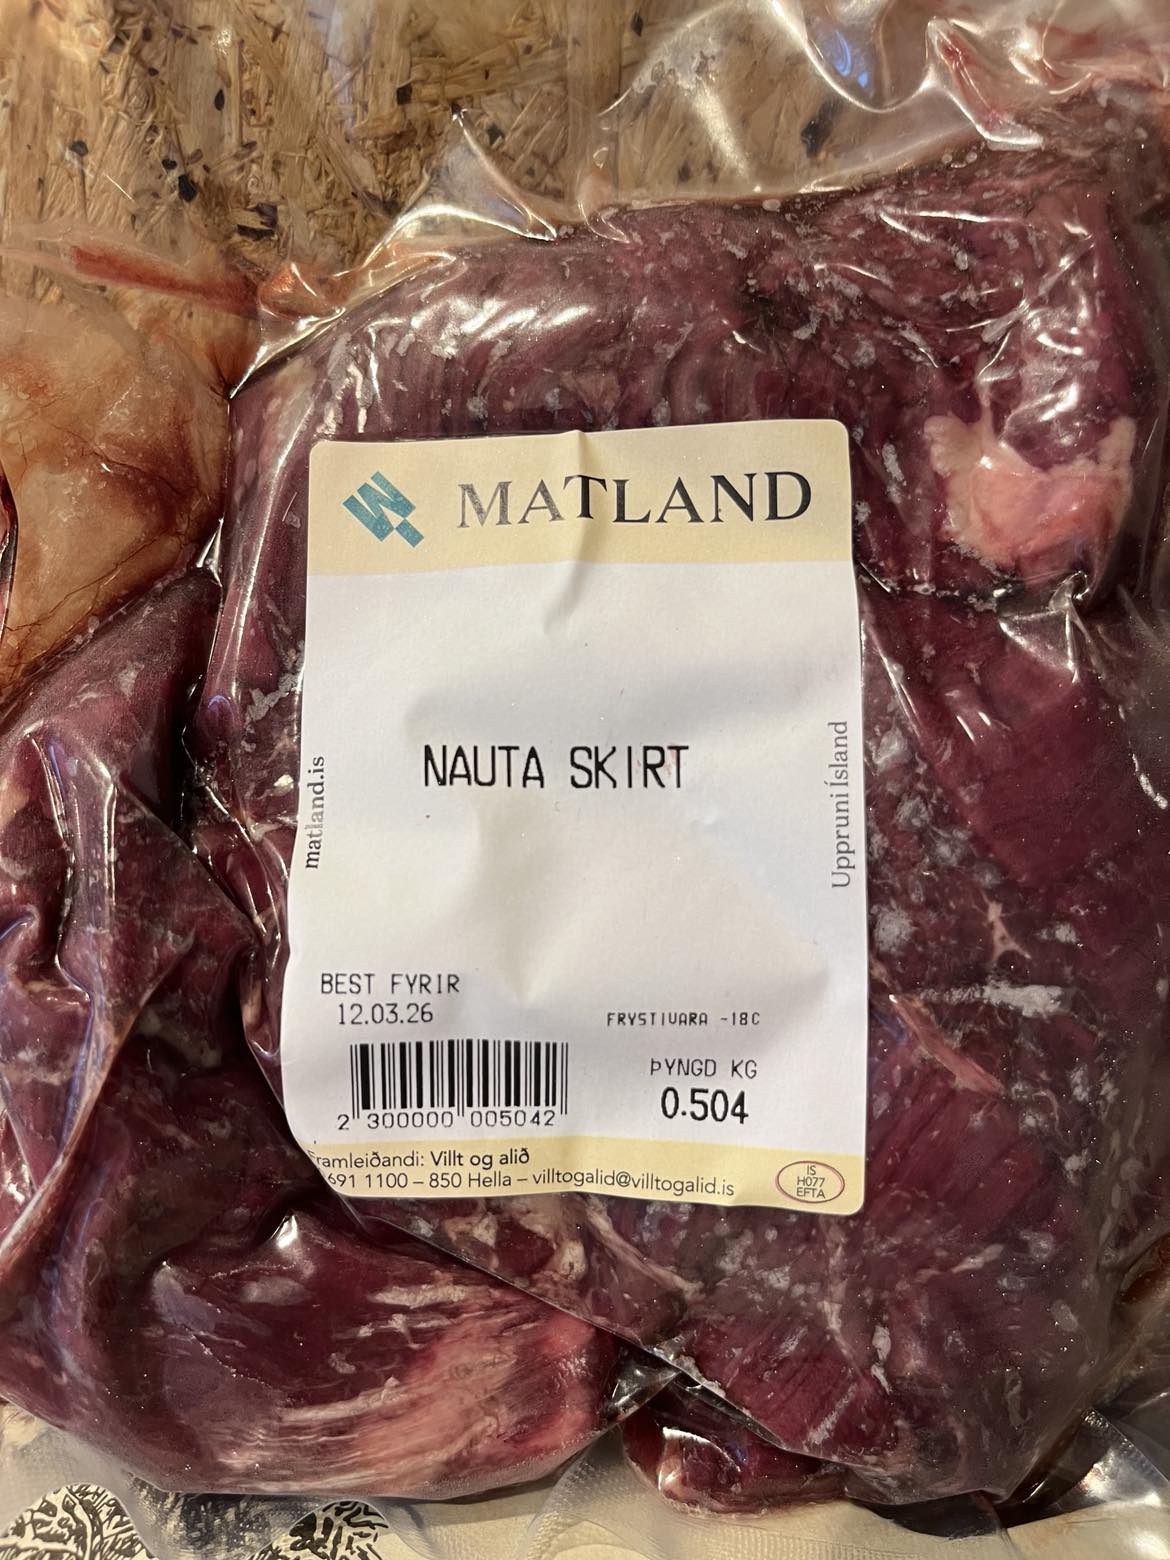 MATLAND
NAUTA SKIRT
matland.is
Uppruni Ísland
BEST FYRIR
12.03.26
FRYSTIVARA -18C
ÞYNGD KG
0.504
2 300000 005042
Framleiðandi: Villt og alið
691 1100 – 850 Hella – villtogalid@villtogalid.is
IS
H077
EFTA